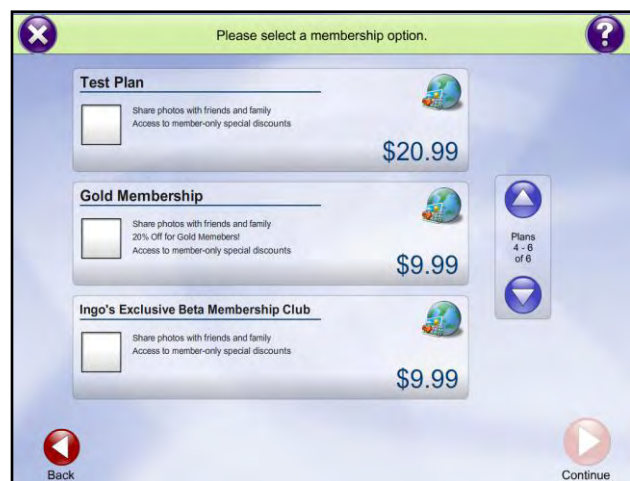 Please select a membership option.
?
Test Plan
Share photos with friends and family
Access to member-only special discounts
$20.99
Gold Membership
Share photos with friends and family
20% Off for Gold Memebers!
Access to member-only special discounts
$9.99
Plans
4 - 6
of 6
Ingo's Exclusive Beta Membership Club
Share photos with friends and family
Access to member-only special discounts
$9.99
Back
Continue